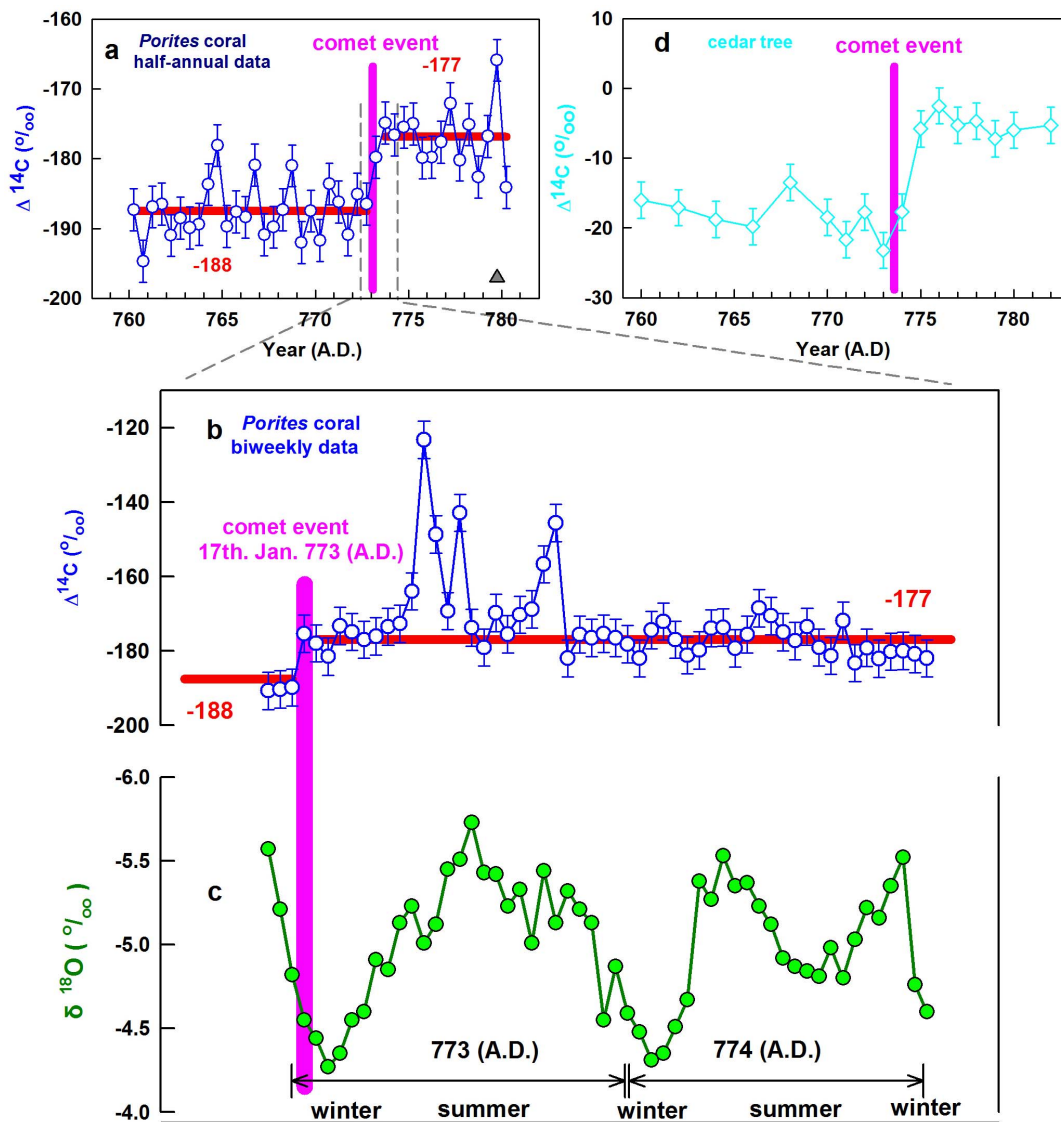 a
Porites coral
half-annual data
comet event
-177
-188
Δ ¹⁴C (‰)
-160
-170
-180
-190
-200
760 765 770 775 780
Year (A.D.)
d
cedar tree
comet event
Δ¹⁴C (‰)
10
0
-10
-20
-30
760 765 770 775 780
Year (A.D)
b
Porites coral
biweekly data
comet event
17th. Jan. 773 (A.D.)
-177
-188
Δ¹⁴C (‰)
-120
-140
-160
-180
-200
c
δ ¹⁸O (‰)
-6.0
-5.5
-5.0
-4.5
-4.0
773 (A.D.) 774 (A.D.)
winter summer winter summer winter